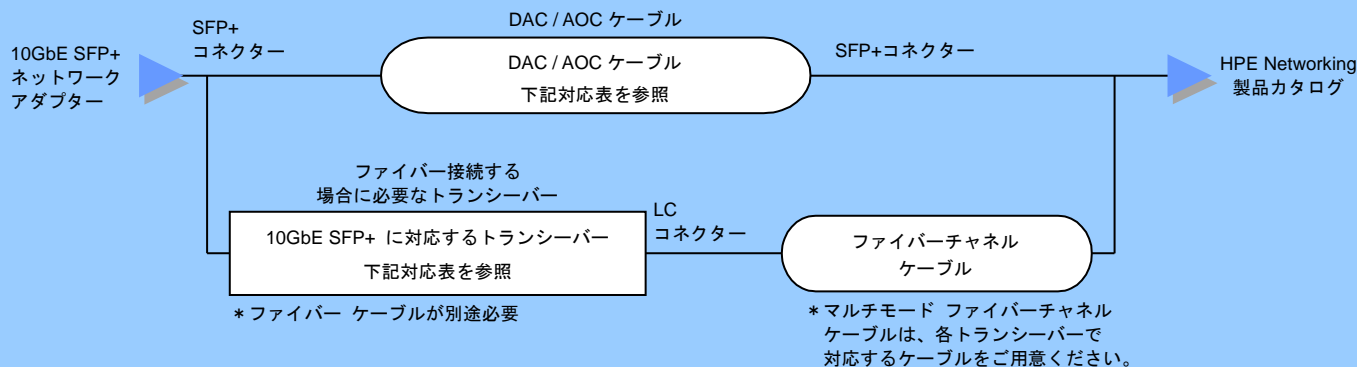 10GbE SFP+
ネットワーク
アダプター
SFP+
コネクター
DAC / AOC ケーブル
DAC / AOC ケーブル
下記対応表を参照
SFP+コネクター
HPE Networking
製品カタログ
ファイバー接続する
場合に必要なトランシーバー
10GbE SFP+ に対応するトランシーバー
下記対応表を参照
＊ファイバー ケーブルが別途必要
LC
コネクター
ファイバーチャネル
ケーブル
＊マルチモード ファイバーチャネル
ケーブルは、各トランシーバーで
対応するケーブルをご用意ください。